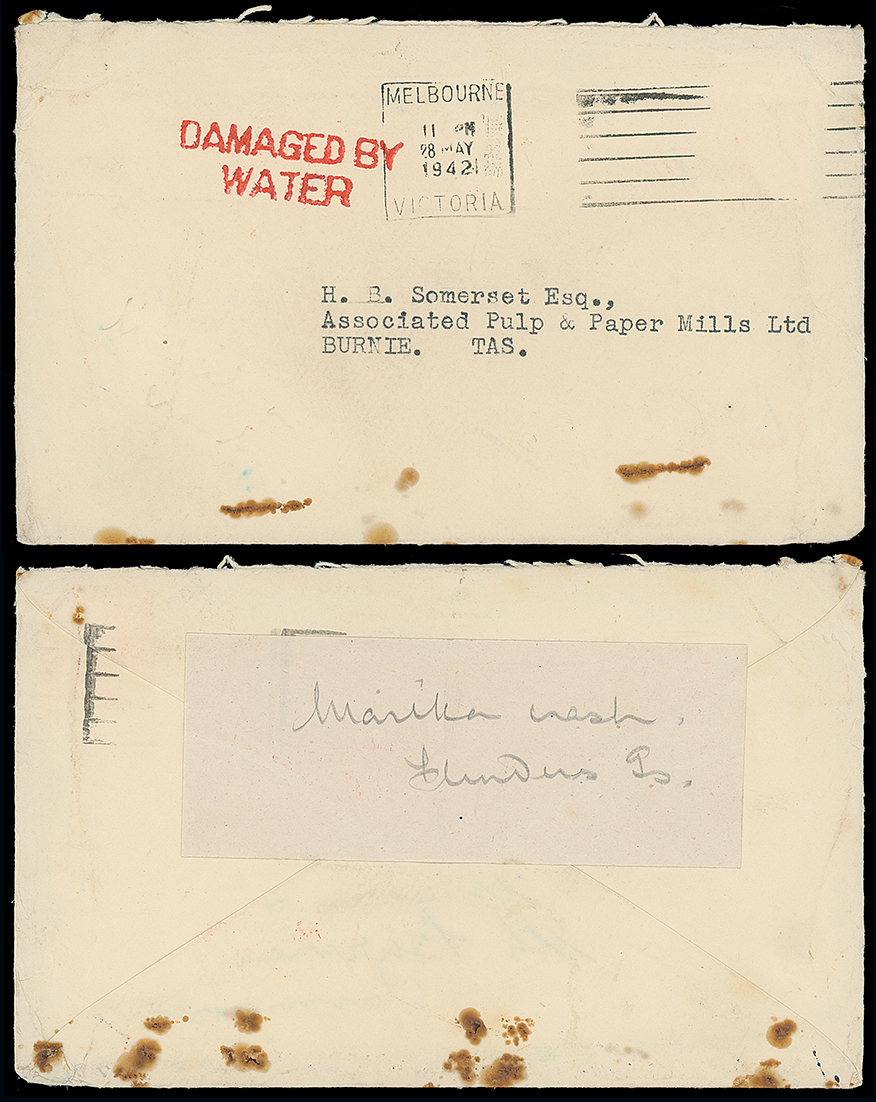 DAMAGED BY
WATER
MELBOURNE
11 PM
28 MAY
1942
VICTORIA
H. B. Somerset Esq.,
Associated Pulp & Paper Mills Ltd
BURNIE. TAS.
Marika crash.
Flinders Is.